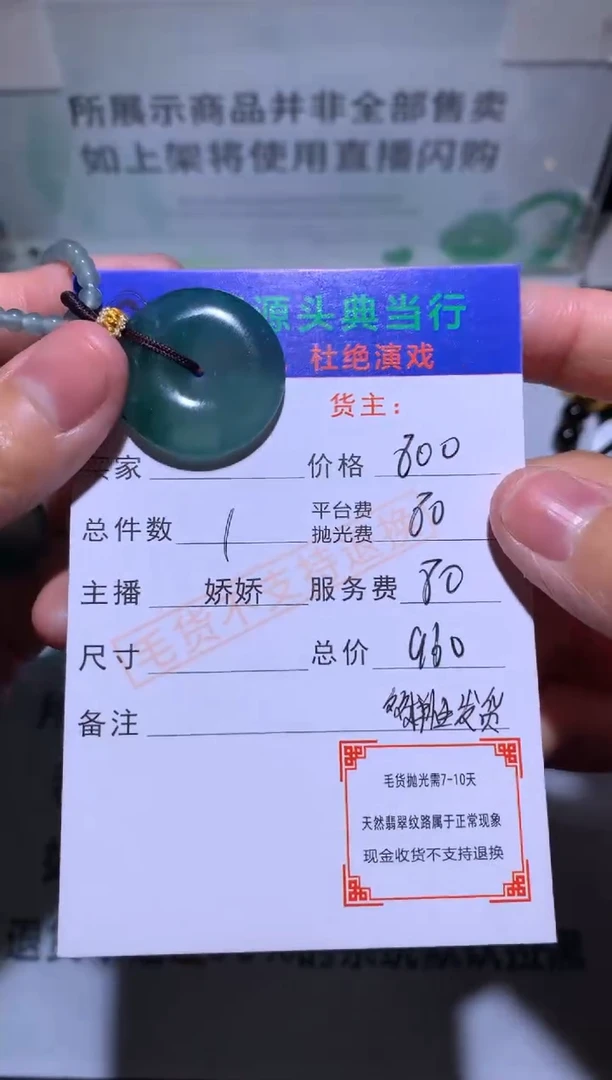 所展示商品并非全部售卖
如上架将使用直播闪购
源头典当行
杜绝演戏
货主：
买家 价格 800
总件数 1 平台费 抛光费 80
主播 娇娇 服务费 80
尺寸 总价 960
毛货不支持退换
备注 发货
毛货抛光需7-10天
天然翡翠纹路属于正常现象
现金收货不支持退换